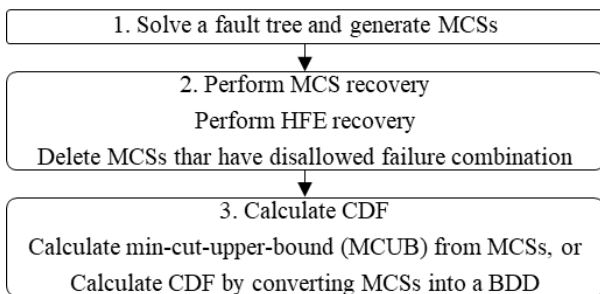 1. Solve a fault tree and generate MCSs
2. Perform MCS recovery
Perform HFE recovery
Delete MCSs thar have disallowed failure combination
3. Calculate CDF
Calculate min-cut-upper-bound (MCUB) from MCSs, or
Calculate CDF by converting MCSs into a BDD